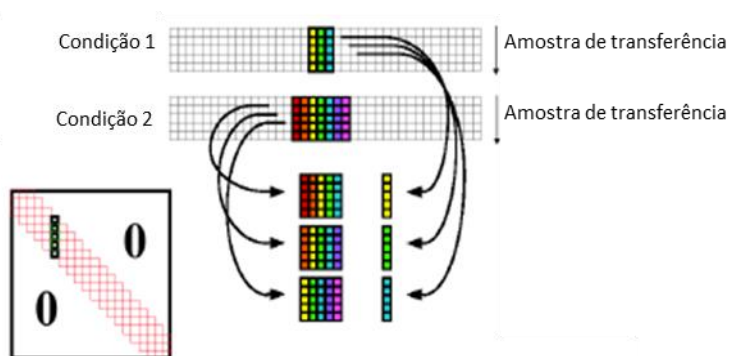 Condição 1
Amostra de transferência
Condição 2
Amostra de transferência
0
0